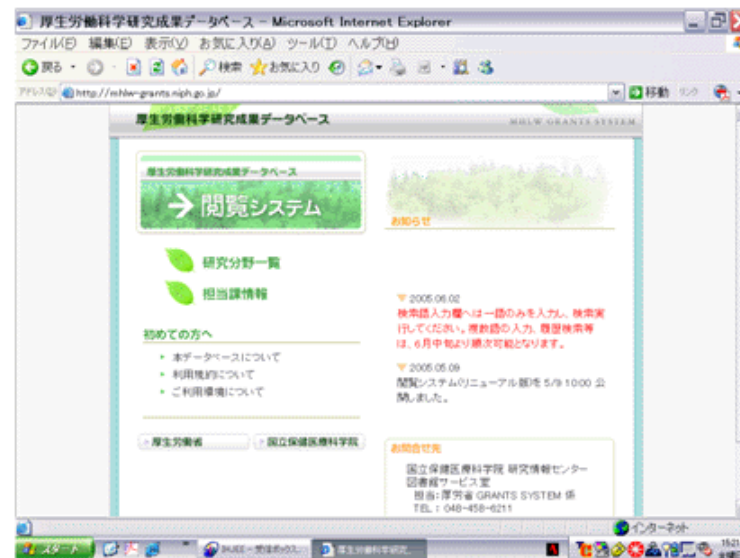 厚生労働科学研究成果データベース - Microsoft Internet Explorer
ファイル(F) 編集(E) 表示(V) お気に入り(A) ツール(T) ヘルプ(H)
戻る 検索 お気に入り
アドレス(D) http://mhlw-grants.niph.go.jp/ 移動 リンク
厚生労働科学研究成果データベース
MHLW GRANTS SYSTEM
厚生労働科学研究成果データベース
閲覧システム
研究分野一覧
担当課情報
初めての方へ
本データベースについて
利用規約について
ご利用環境について
厚生労働省
国立保健医療科学院
お知らせ
2005.06.02
検索語入力欄へは一語のみを入力し、検索実
行してください。複数語の入力、履歴検索等
は、6月中旬より順次可能となります。
2005.05.09
閲覧システム(リニューアル版)を 5/9 10:00 公
開しました。
お問合せ先
国立保健医療科学院 研究情報センター
図書館サービス室
担当:厚労省 GRANTS SYSTEM 係
TEL : 048-458-6211
インターネット
スタート
受信ボックス
厚生労働科学研究
15:21